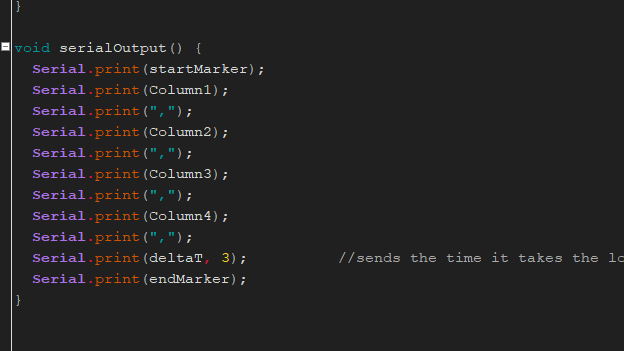 }
void serialOutput() {
Serial.print(startMarker);
Serial.print(Column1);
Serial.print(",");
Serial.print(Column2);
Serial.print(",");
Serial.print(Column3);
Serial.print(",");
Serial.print(Column4);
Serial.print(",");
Serial.print(deltaT, 3); //sends the time it takes the lo
Serial.print(endMarker);
}